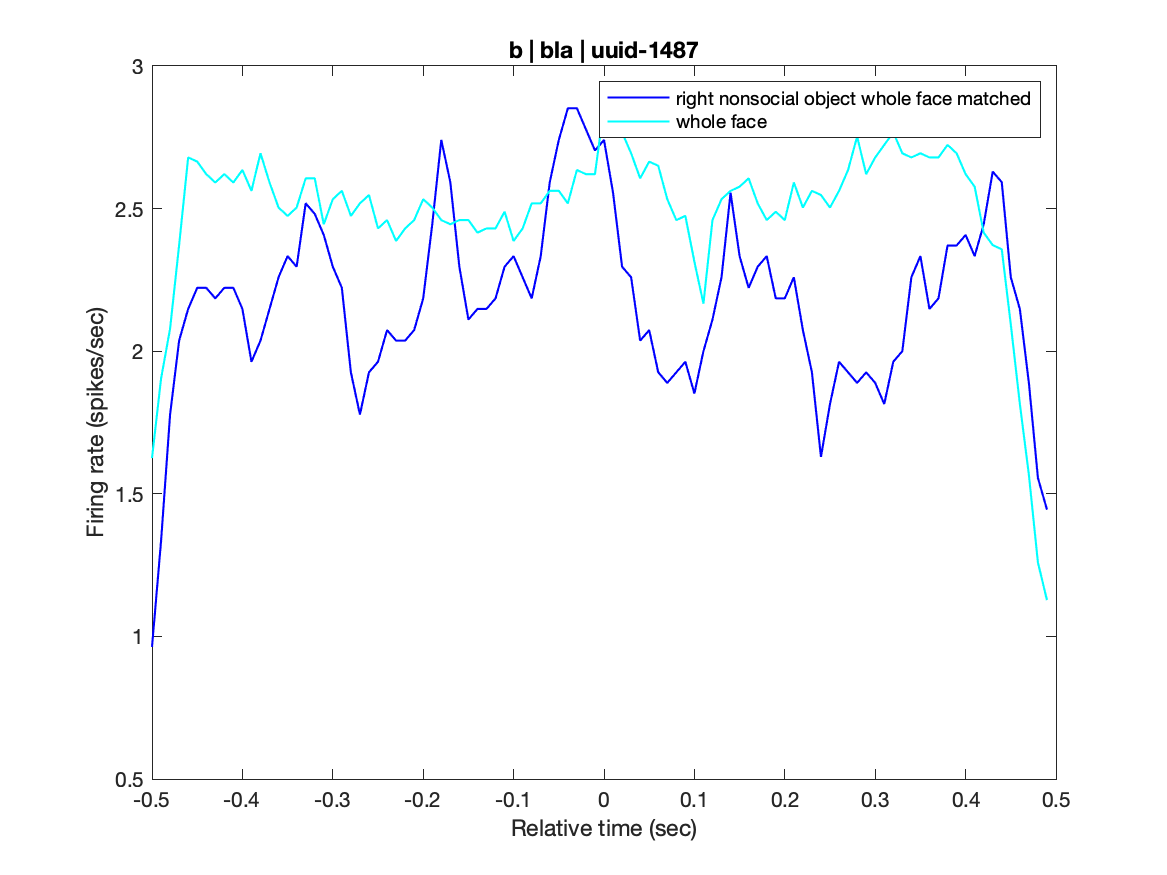 b | bla | uuid-1487
right nonsocial object whole face matched
whole face
Firing rate (spikes/sec)
3
2.5
2
1.5
1
0.5
-0.5 -0.4 -0.3 -0.2 -0.1 0 0.1 0.2 0.3 0.4 0.5
Relative time (sec)